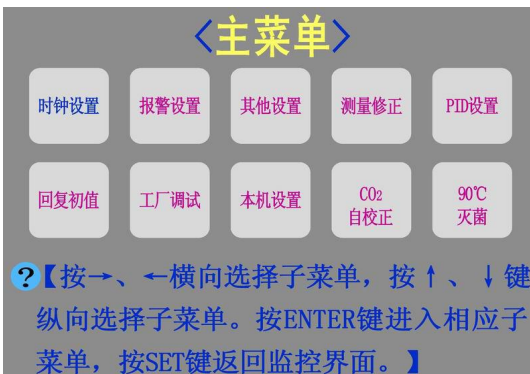 〈主菜单〉
时钟设置 报警设置 其他设置 测量修正 PID设置
回复初值 工厂调试 本机设置 CO2自校正 90℃灭菌
?【按→、←横向选择子菜单，按↑、↓键
纵向选择子菜单。按ENTER键进入相应子
菜单，按SET键返回监控界面。】